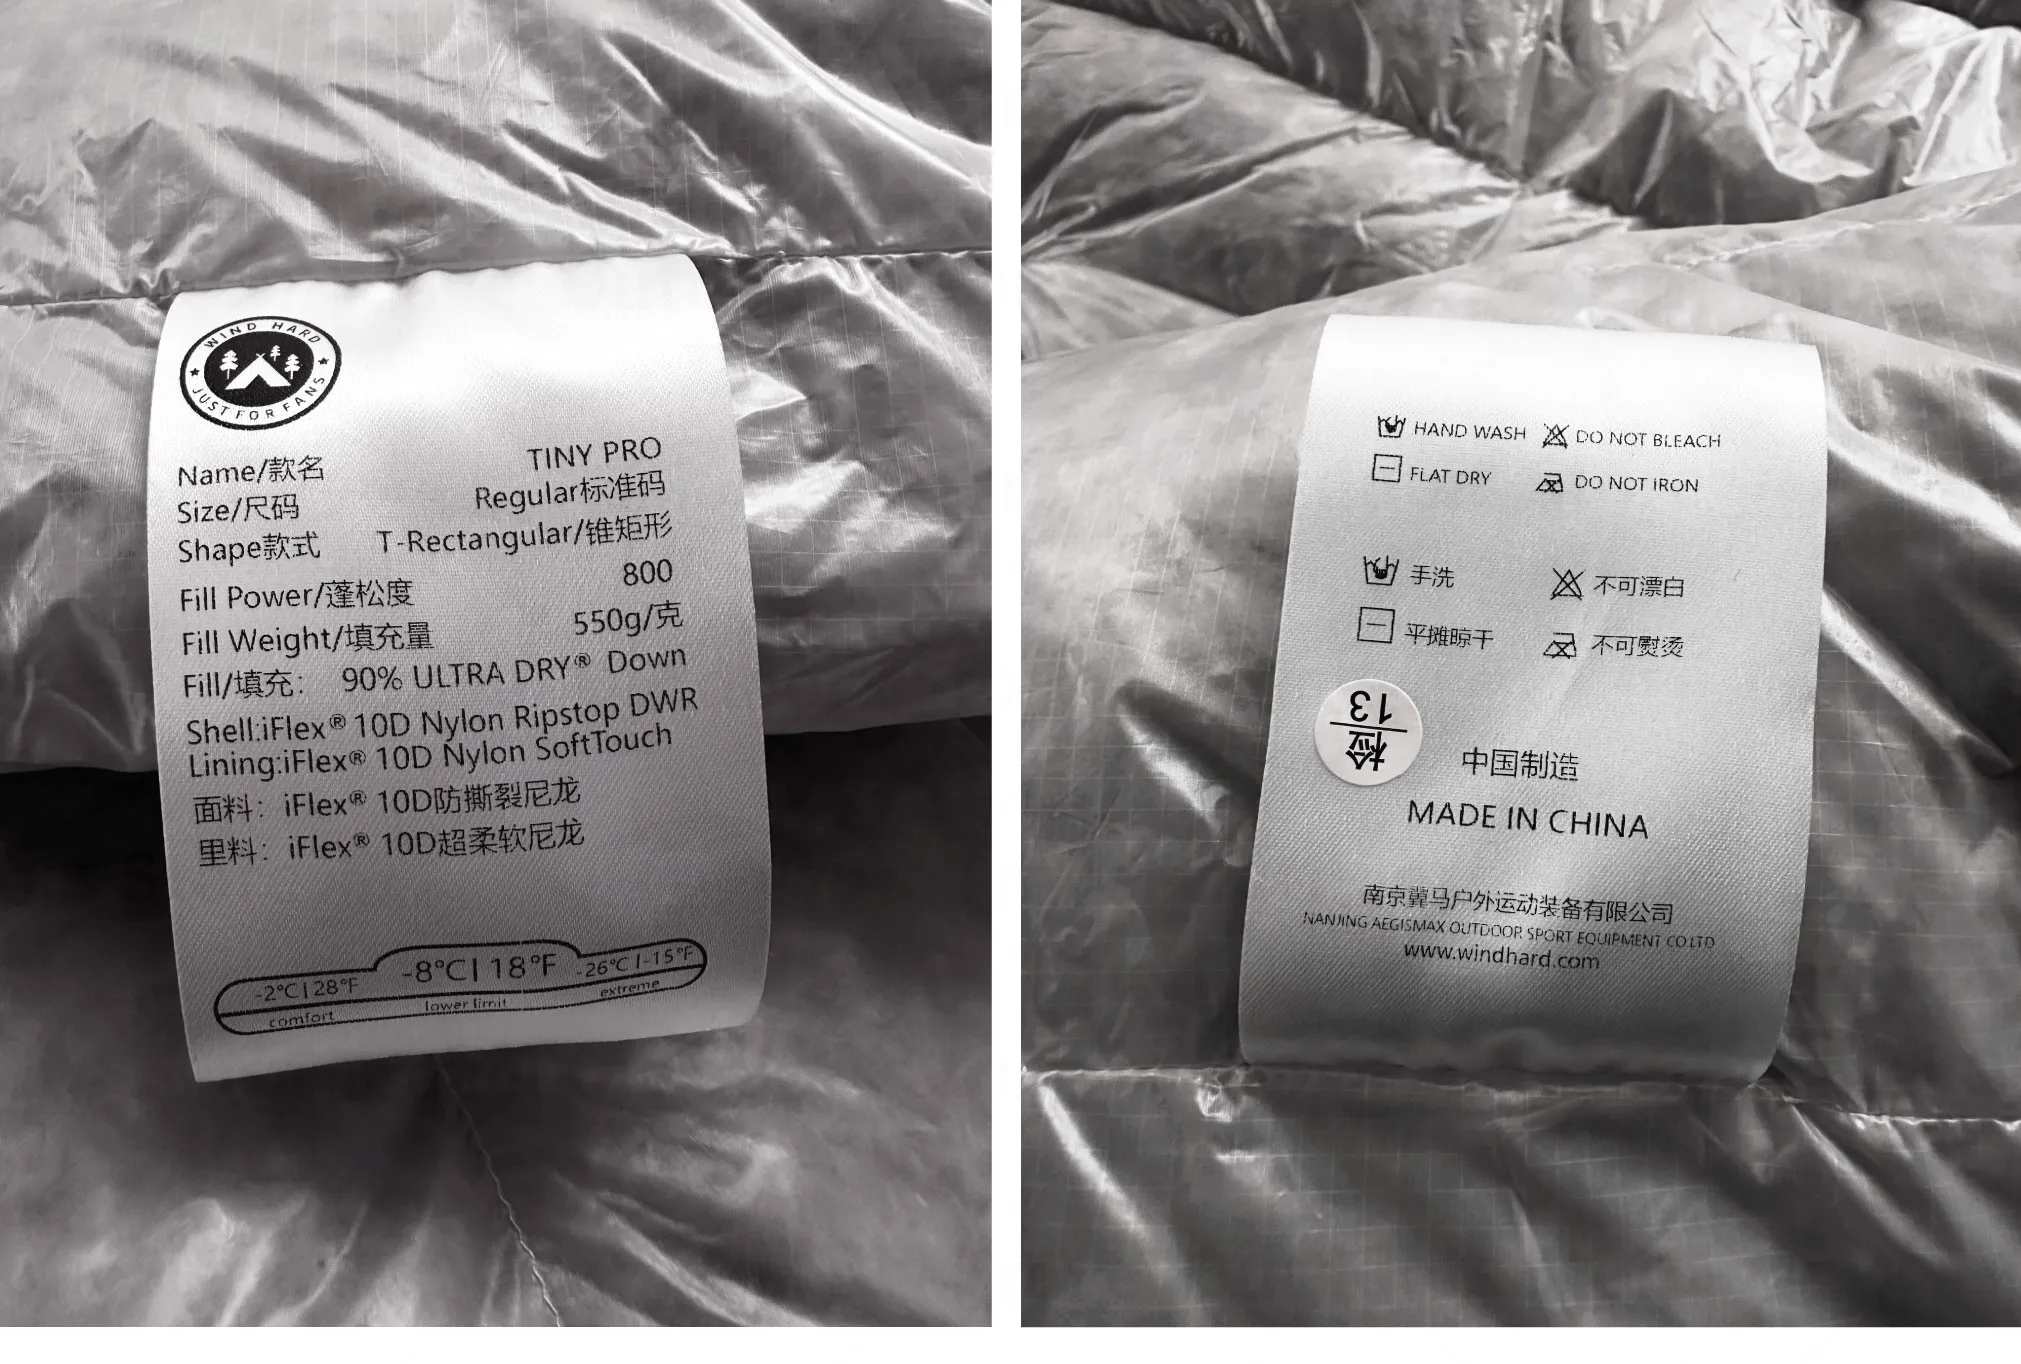 WIND HARD
JUST FOR FANS
Name/款名 TINY PRO
Size/尺码 Regular标准码
Shape款式 T-Rectangular/锥矩形
Fill Power/蓬松度 800
Fill Weight/填充量 550g/克
Fill/填充: 90% ULTRA DRY® Down
Shell:iFlex® 10D Nylon Ripstop DWR
Lining:iFlex® 10D Nylon SoftTouch
面料: iFlex® 10D防撕裂尼龙
里料: iFlex® 10D超柔软尼龙
-2°C|28°F -8°C|18°F -26°C|-15°F
comfort lower limit extreme
HAND WASH DO NOT BLEACH
FLAT DRY DO NOT IRON
手洗 不可漂白
平摊晾干 不可熨烫
检
13
中国制造
MADE IN CHINA
南京冀马户外运动装备有限公司
NANJING AEGISMAX OUTDOOR SPORT EQUIPMENT CO.LTD
www.windhard.com